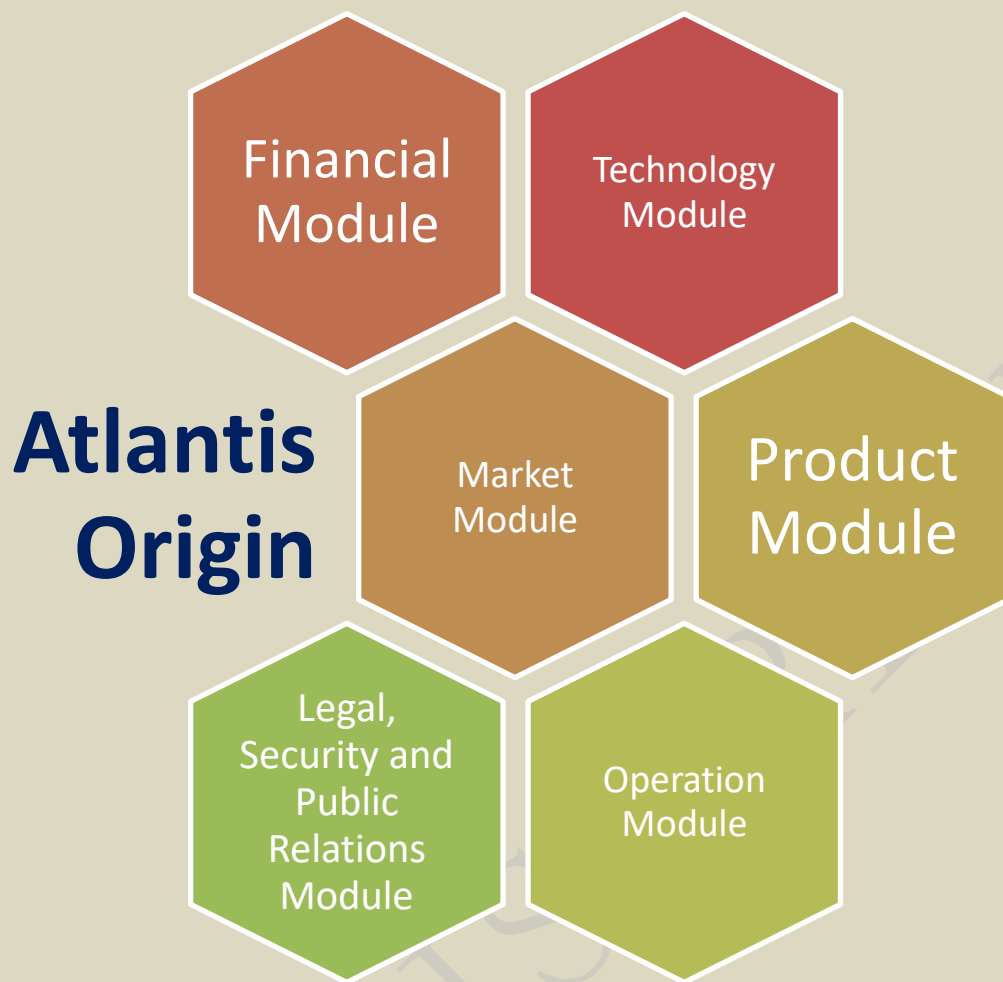 Financial
Module
Technology
Module
Atlantis
Origin
Market
Module
Product
Module
Legal,
Security and
Public
Relations
Module
Operation
Module